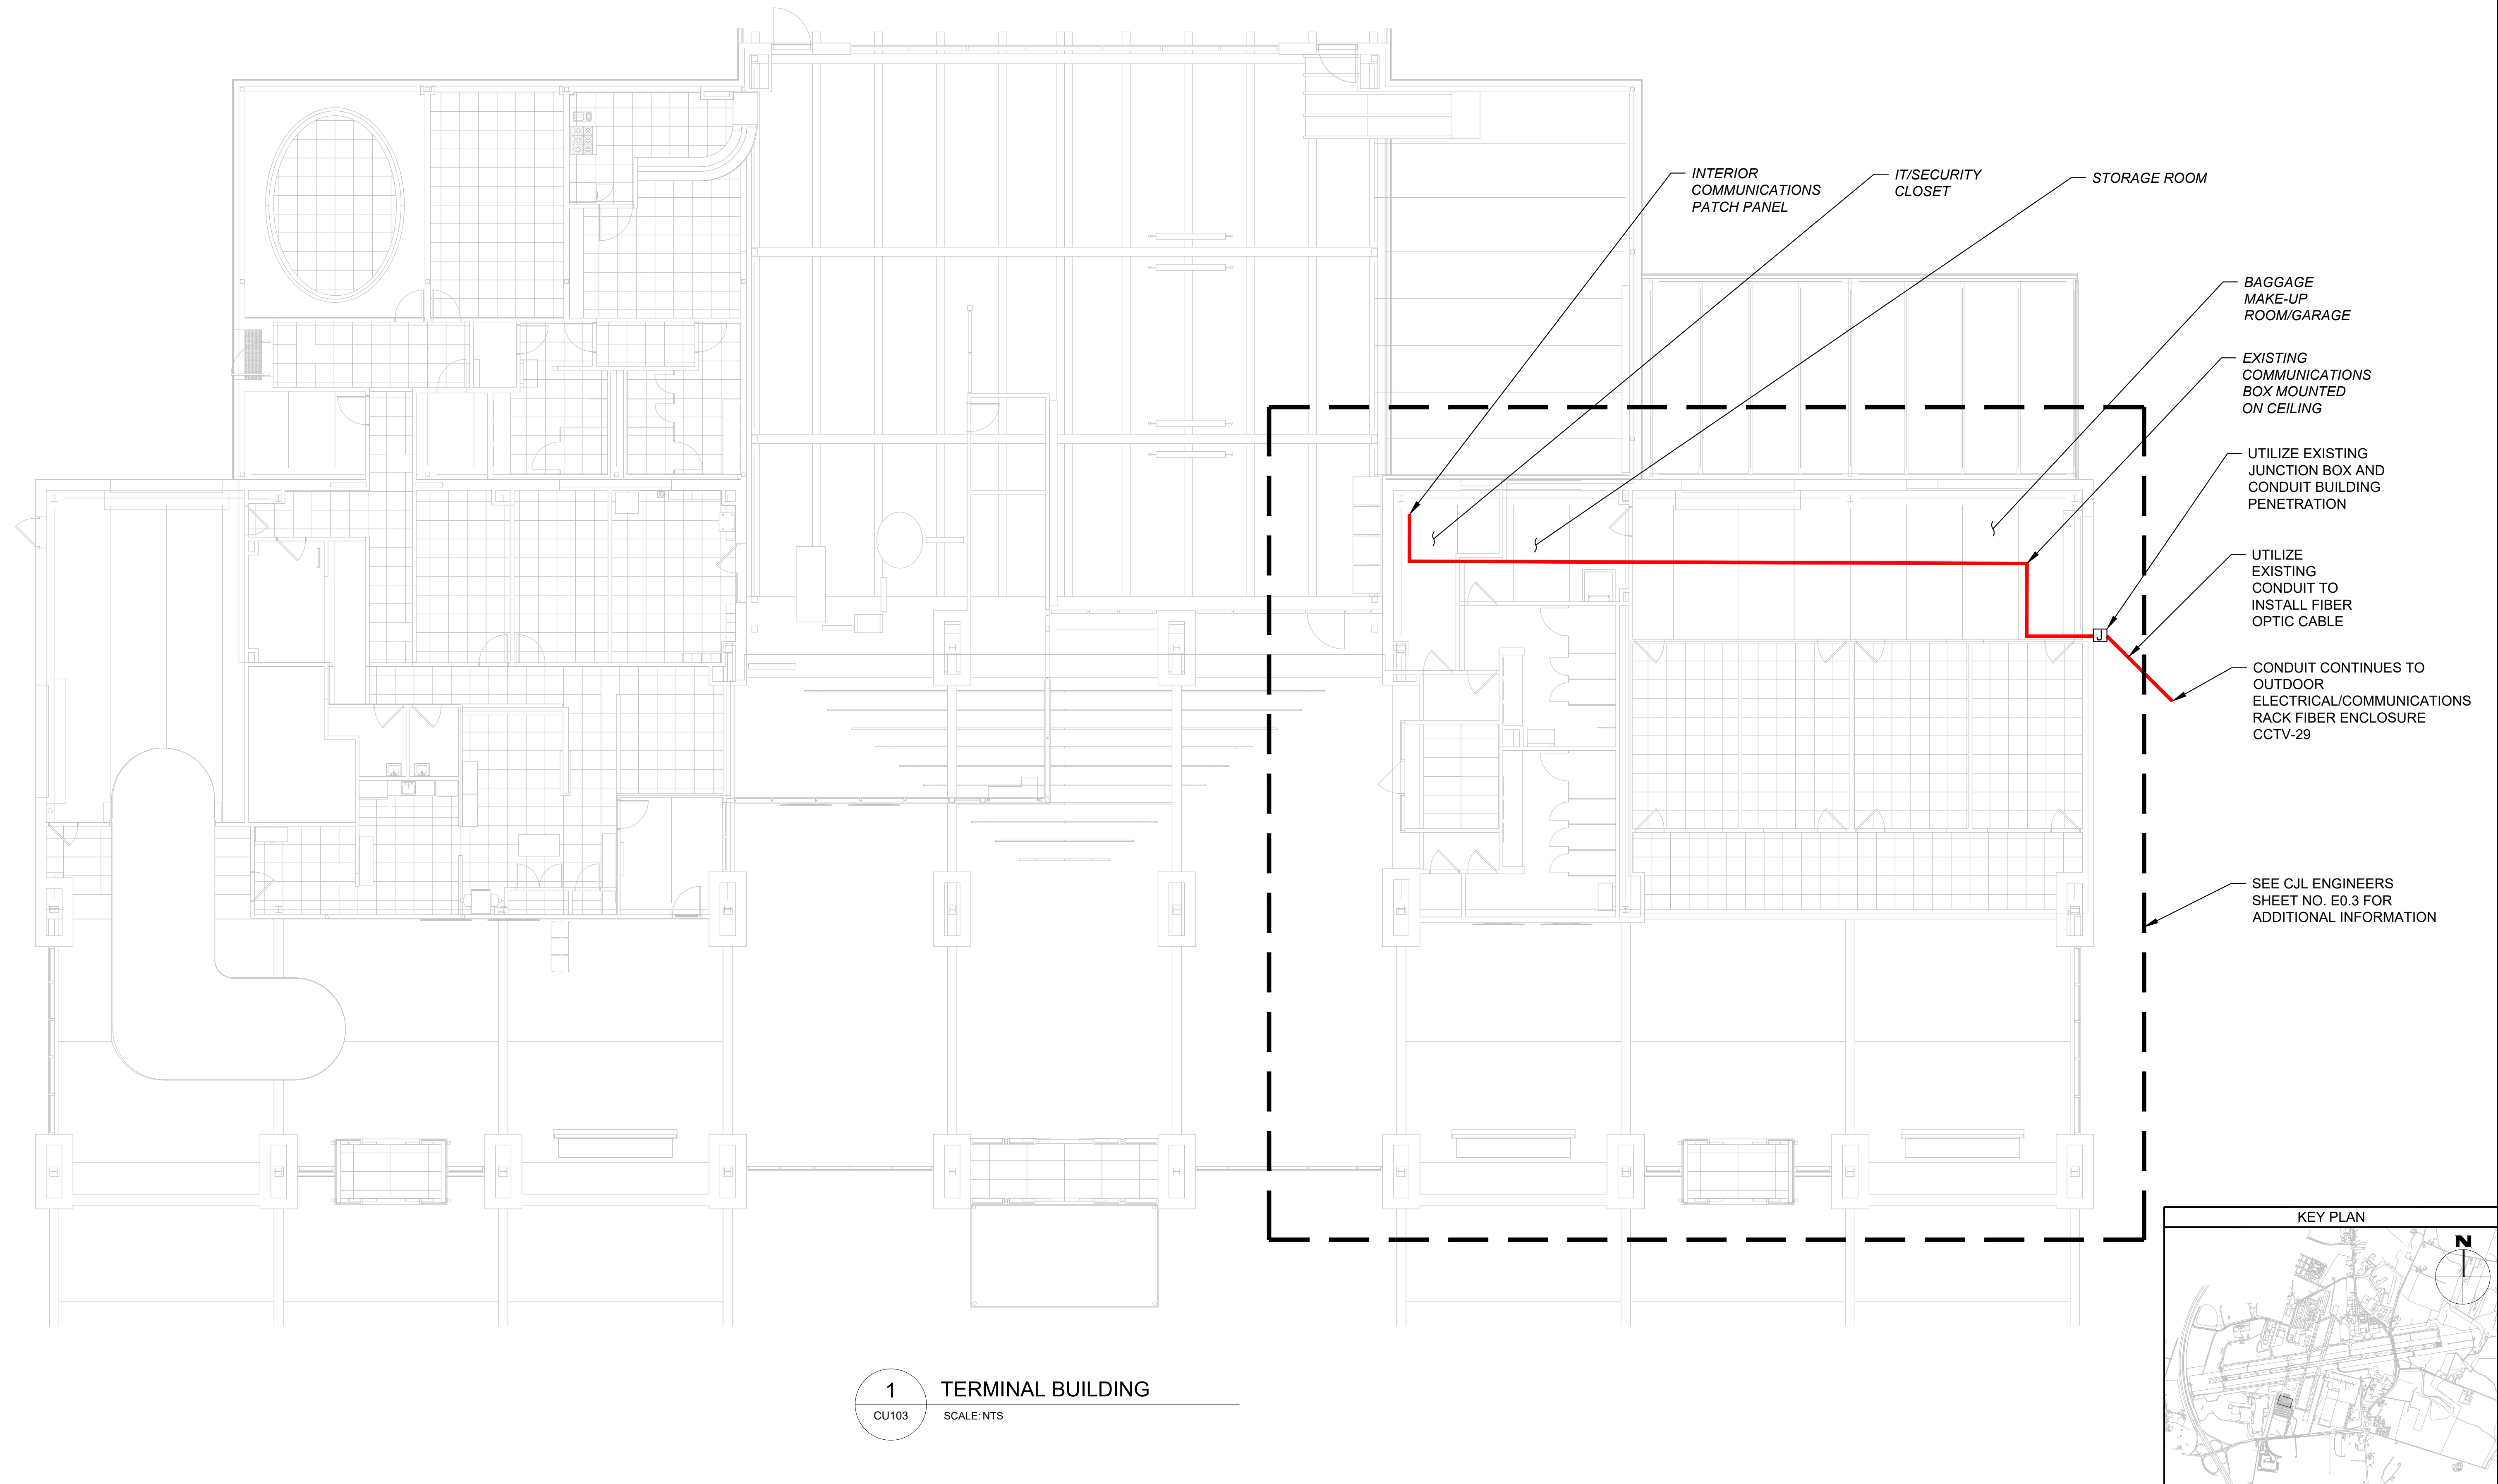 INTERIOR
COMMUNICATIONS
PATCH PANEL
IT/SECURITY
CLOSET
STORAGE ROOM
BAGGAGE
MAKE-UP
ROOM/GARAGE
EXISTING
COMMUNICATIONS
BOX MOUNTED
ON CEILING
UTILIZE EXISTING
JUNCTION BOX AND
CONDUIT BUILDING
PENETRATION
UTILIZE
EXISTING
CONDUIT TO
INSTALL FIBER
OPTIC CABLE
J
CONDUIT CONTINUES TO
OUTDOOR
ELECTRICAL/COMMUNICATIONS
RACK FIBER ENCLOSURE
CCTV-29
SEE CJL ENGINEERS
SHEET NO. E0.3 FOR
ADDITIONAL INFORMATION
KEY PLAN
N
1
CU103
TERMINAL BUILDING
SCALE: NTS